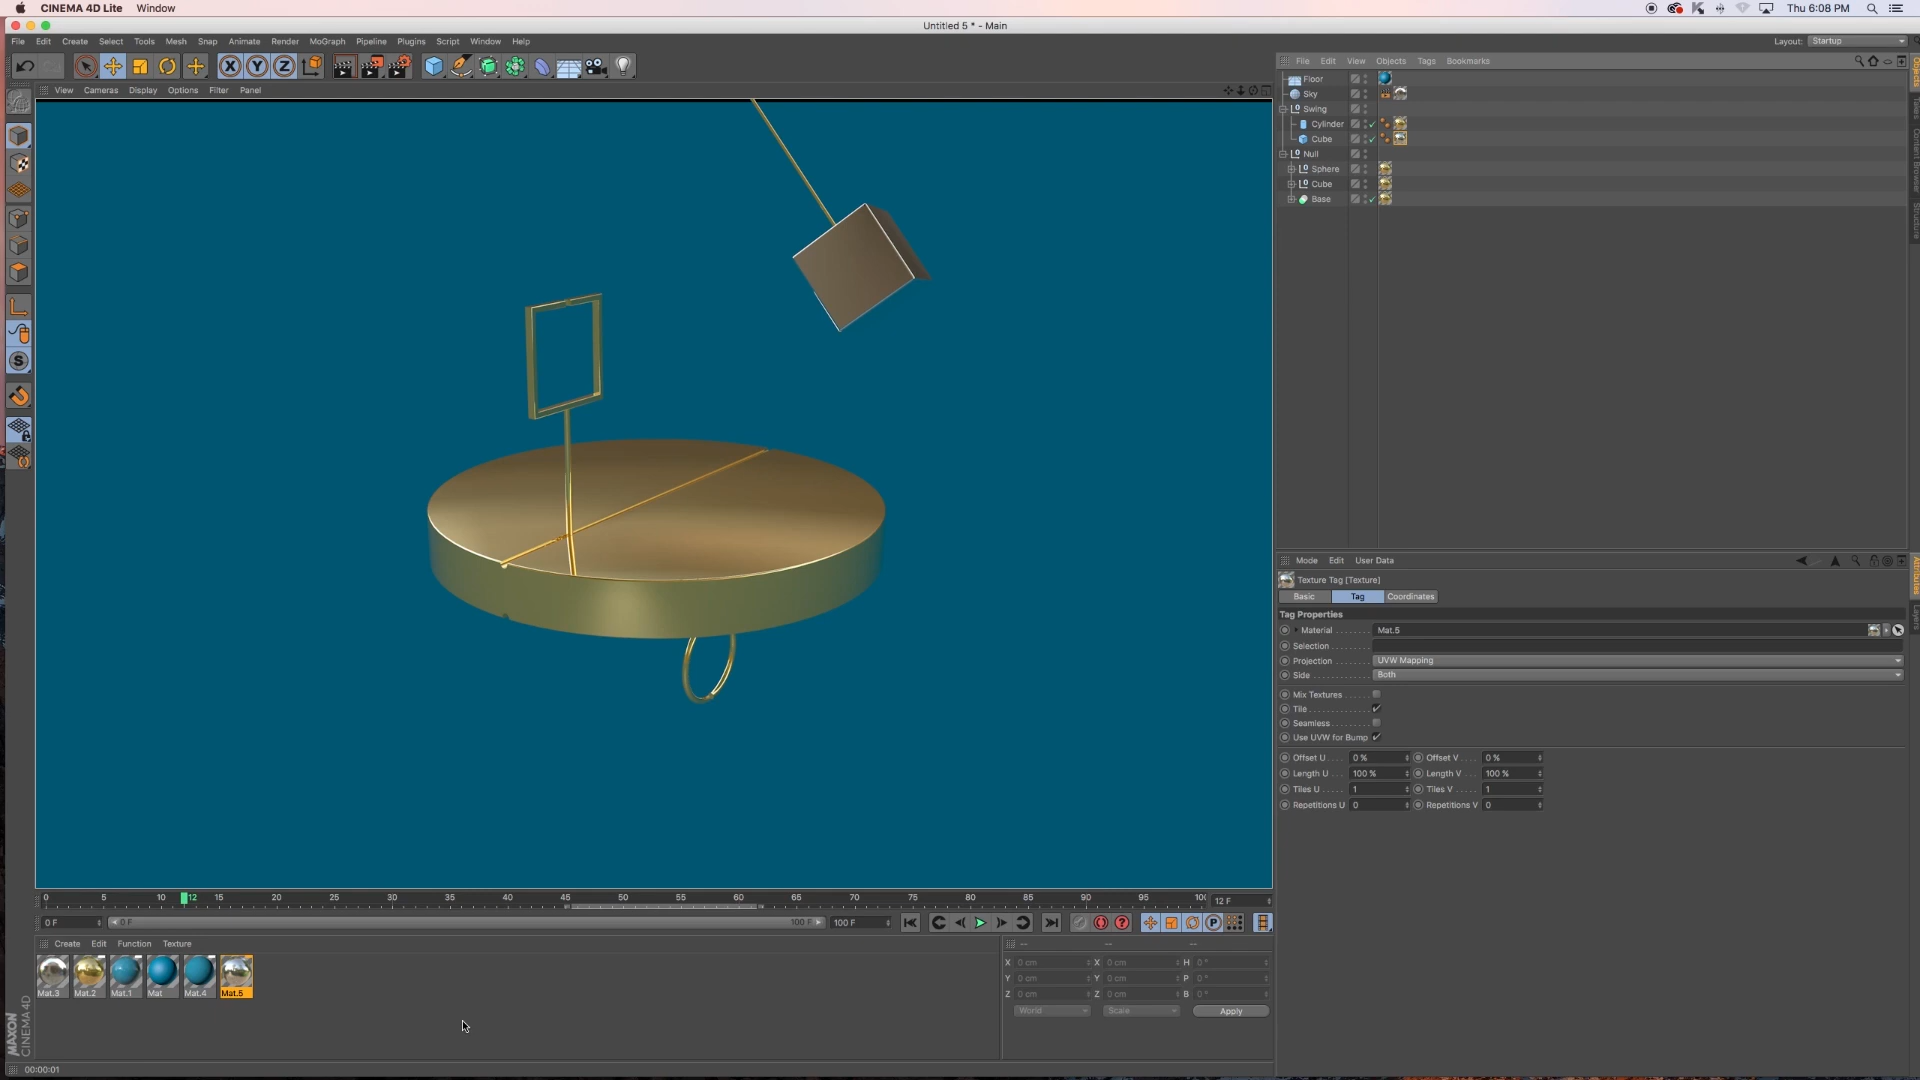 CINEMA 4D Lite Window Thu 6:08 PM
Untitled 5 * - Main
File Edit Create Select Tools Mesh Snap Animate Render MoGraph Pipeline Plugins Script Window Help Layout: Startup
X Y Z
File Edit View Objects Tags Bookmarks
View Cameras Display Options Filter Panel
Floor
Sky
Swing
Cylinder
Cube
Null
Sphere
Cube
Base
Objects
Takes
Content Browser
Structure
Mode Edit User Data
Texture Tag [Texture]
Basic Tag Coordinates
Tag Properties
Material Mat.5
Selection
Projection UVW Mapping
Side Both
Mix Textures
Tile
Seamless
Use UVW for Bump
Offset U 0 % Offset V 0 %
Length U 100 % Length V 100 %
Tiles U 1 Tiles V 1
Repetitions U 0 Repetitions V 0
Attributes
Layers
0 5 10 12 15 20 25 30 35 40 45 50 55 60 65 70 75 80 85 90 95 12 F
0 F 0 F 100 F 100 F
Create Edit Function Texture
Mat.3 Mat.2 Mat.1 Mat Mat.4 Mat.5
X 0 cm X 0 cm H 0 °
Y 0 cm Y 0 cm P 0 °
Z 0 cm Z 0 cm B 0 °
World Scale Apply
MAXON
CINEMA 4D
00:00:01